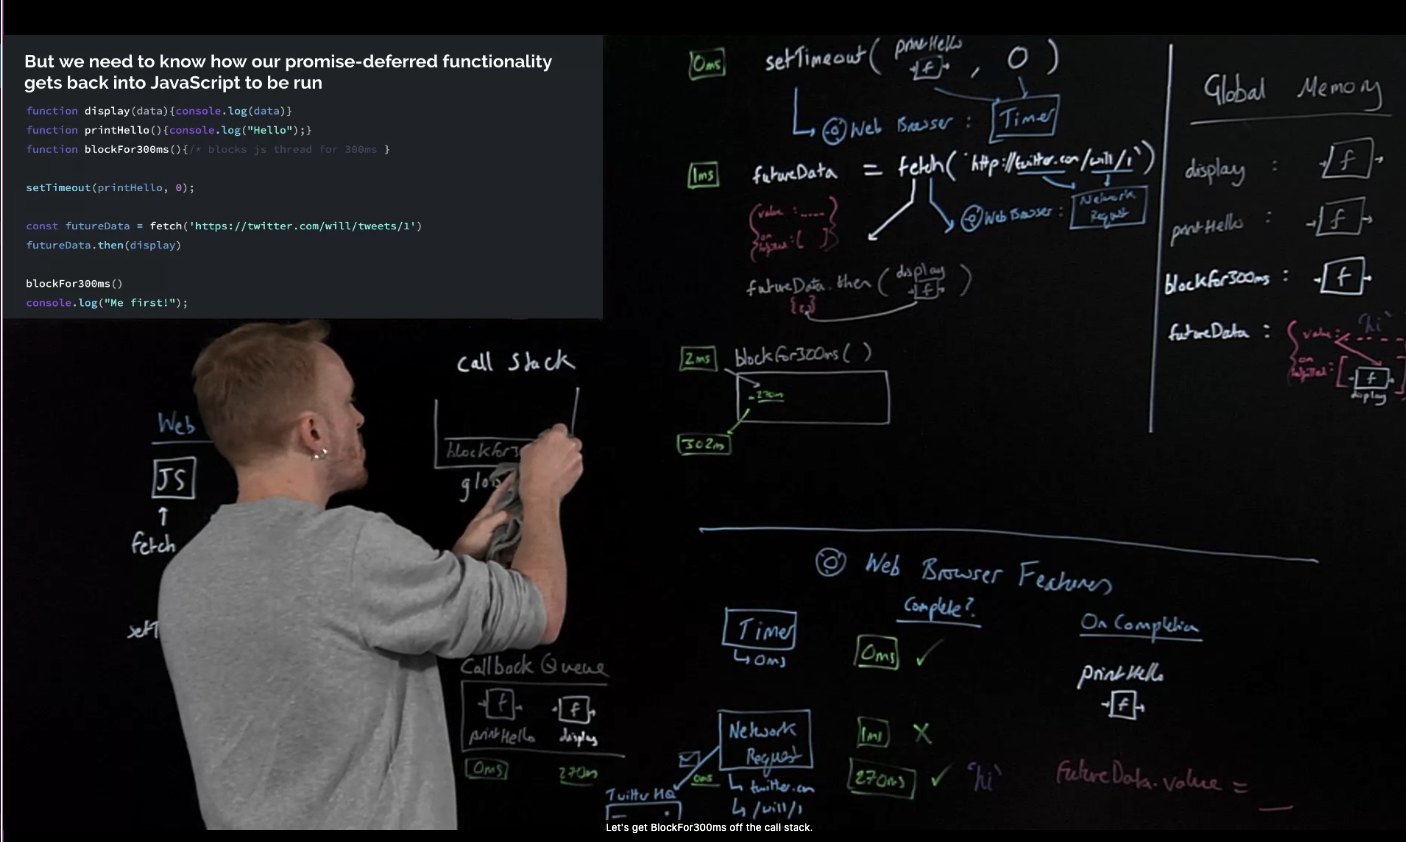 But we need to know how our promise-deferred functionality
gets back into JavaScript to be run
function display(data){console.log(data)}
function printHello(){console.log("Hello");}
function blockFor300ms(){/* blocks js thread for 300ms }
setTimeout(printHello, 0);
const futureData = fetch('https://twitter.com/will/tweets/1')
futureData.then(display)
blockFor300ms()
console.log("Me first!");
0ms
setTimeout( printHello , 0 )
f
Web Browser : Timer
1ms
futureData = fetch('http://twitter.com/will/1')
value :
on
f
Web Browser : Network
Request
futureData.then ( display )
f
2ms
blockfor300ms( )
270ms
302ms
Global Memory
display : f
printHello : f
blockfor300ms : f
futureData : value : 'hi'
on
f
display
Call Stack
blockfor3
glo
Web
JS
fetch
setT
Callback Queue
f f
printHello display
0ms 270ms
Web Browser Features
Complete?
On Completion
Timer
0ms
0ms ✓
printHello
f
Network
Request
twitter.com
/will/1
1ms X
270ms ✓ 'hi'
futureData.value = __
0ms
Twitter HQ
Let's get BlockFor300ms off the call stack.